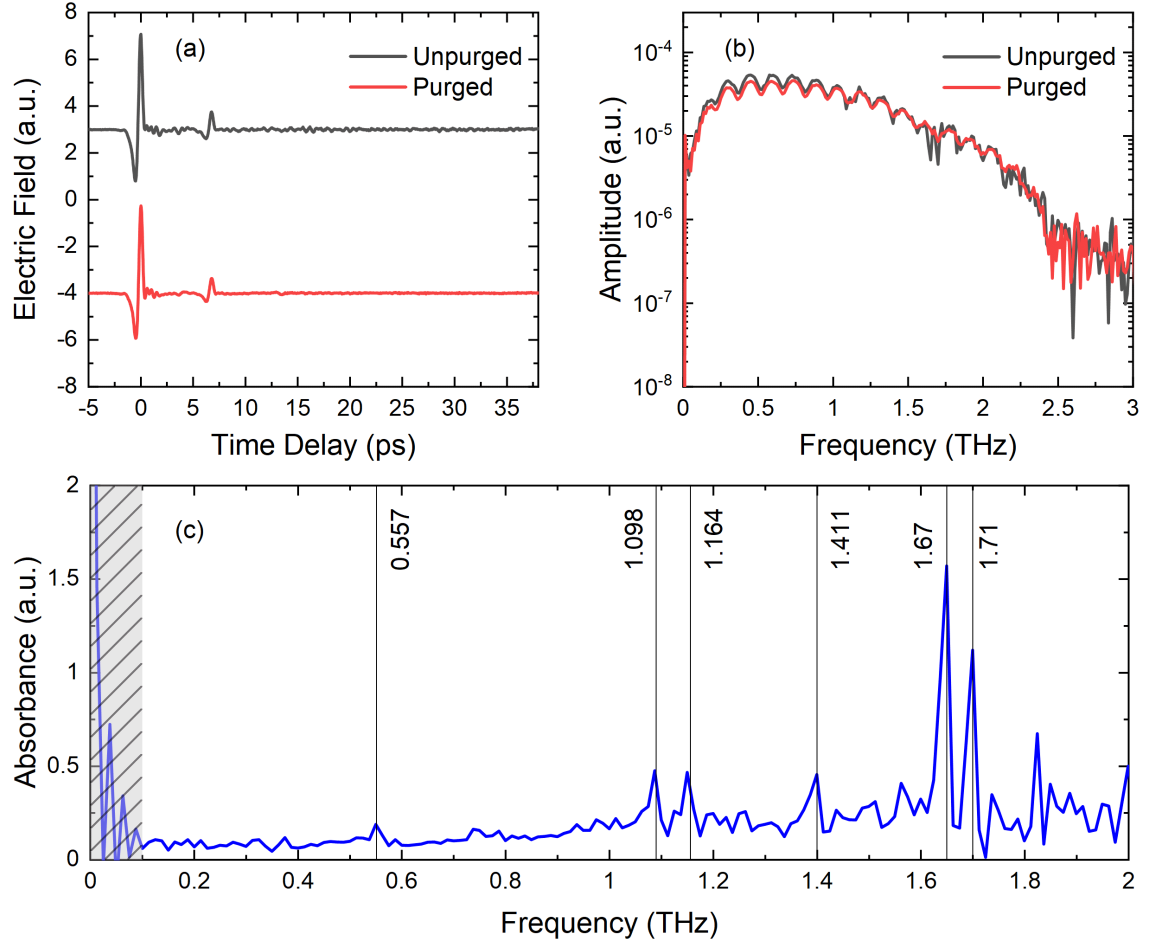 (a)
Unpurged
Purged
8
6
4
2
0
-2
-4
-6
-8
Electric Field (a.u.)
-5 0 5 10 15 20 25 30 35
Time Delay (ps)
(b)
Unpurged
Purged
10-4
10-5
10-6
10-7
10-8
Amplitude (a.u.)
0 0.5 1 1.5 2 2.5 3
Frequency (THz)
(c)
0.557
1.098
1.164
1.411
1.67
1.71
2
1.5
1
0.5
0
Absorbance (a.u.)
0 0.2 0.4 0.6 0.8 1 1.2 1.4 1.6 1.8 2
Frequency (THz)